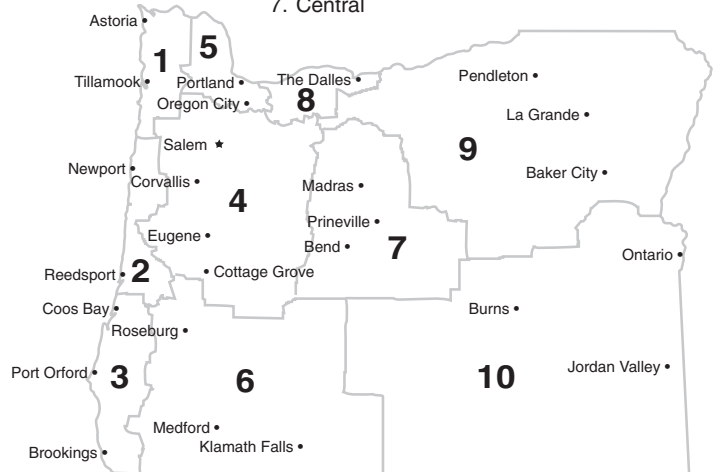 7. Central
Astoria
5
1
Tillamook
Portland
The Dalles
Pendleton
8
Oregon City
La Grande
Salem
9
Newport
Corvallis
Madras
Baker City
4
Prineville
Eugene
Bend
7
Ontario
Reedsport
2
Cottage Grove
Coos Bay
Burns
Roseburg
Port Orford
3
6
10
Jordan Valley
Medford
Klamath Falls
Brookings